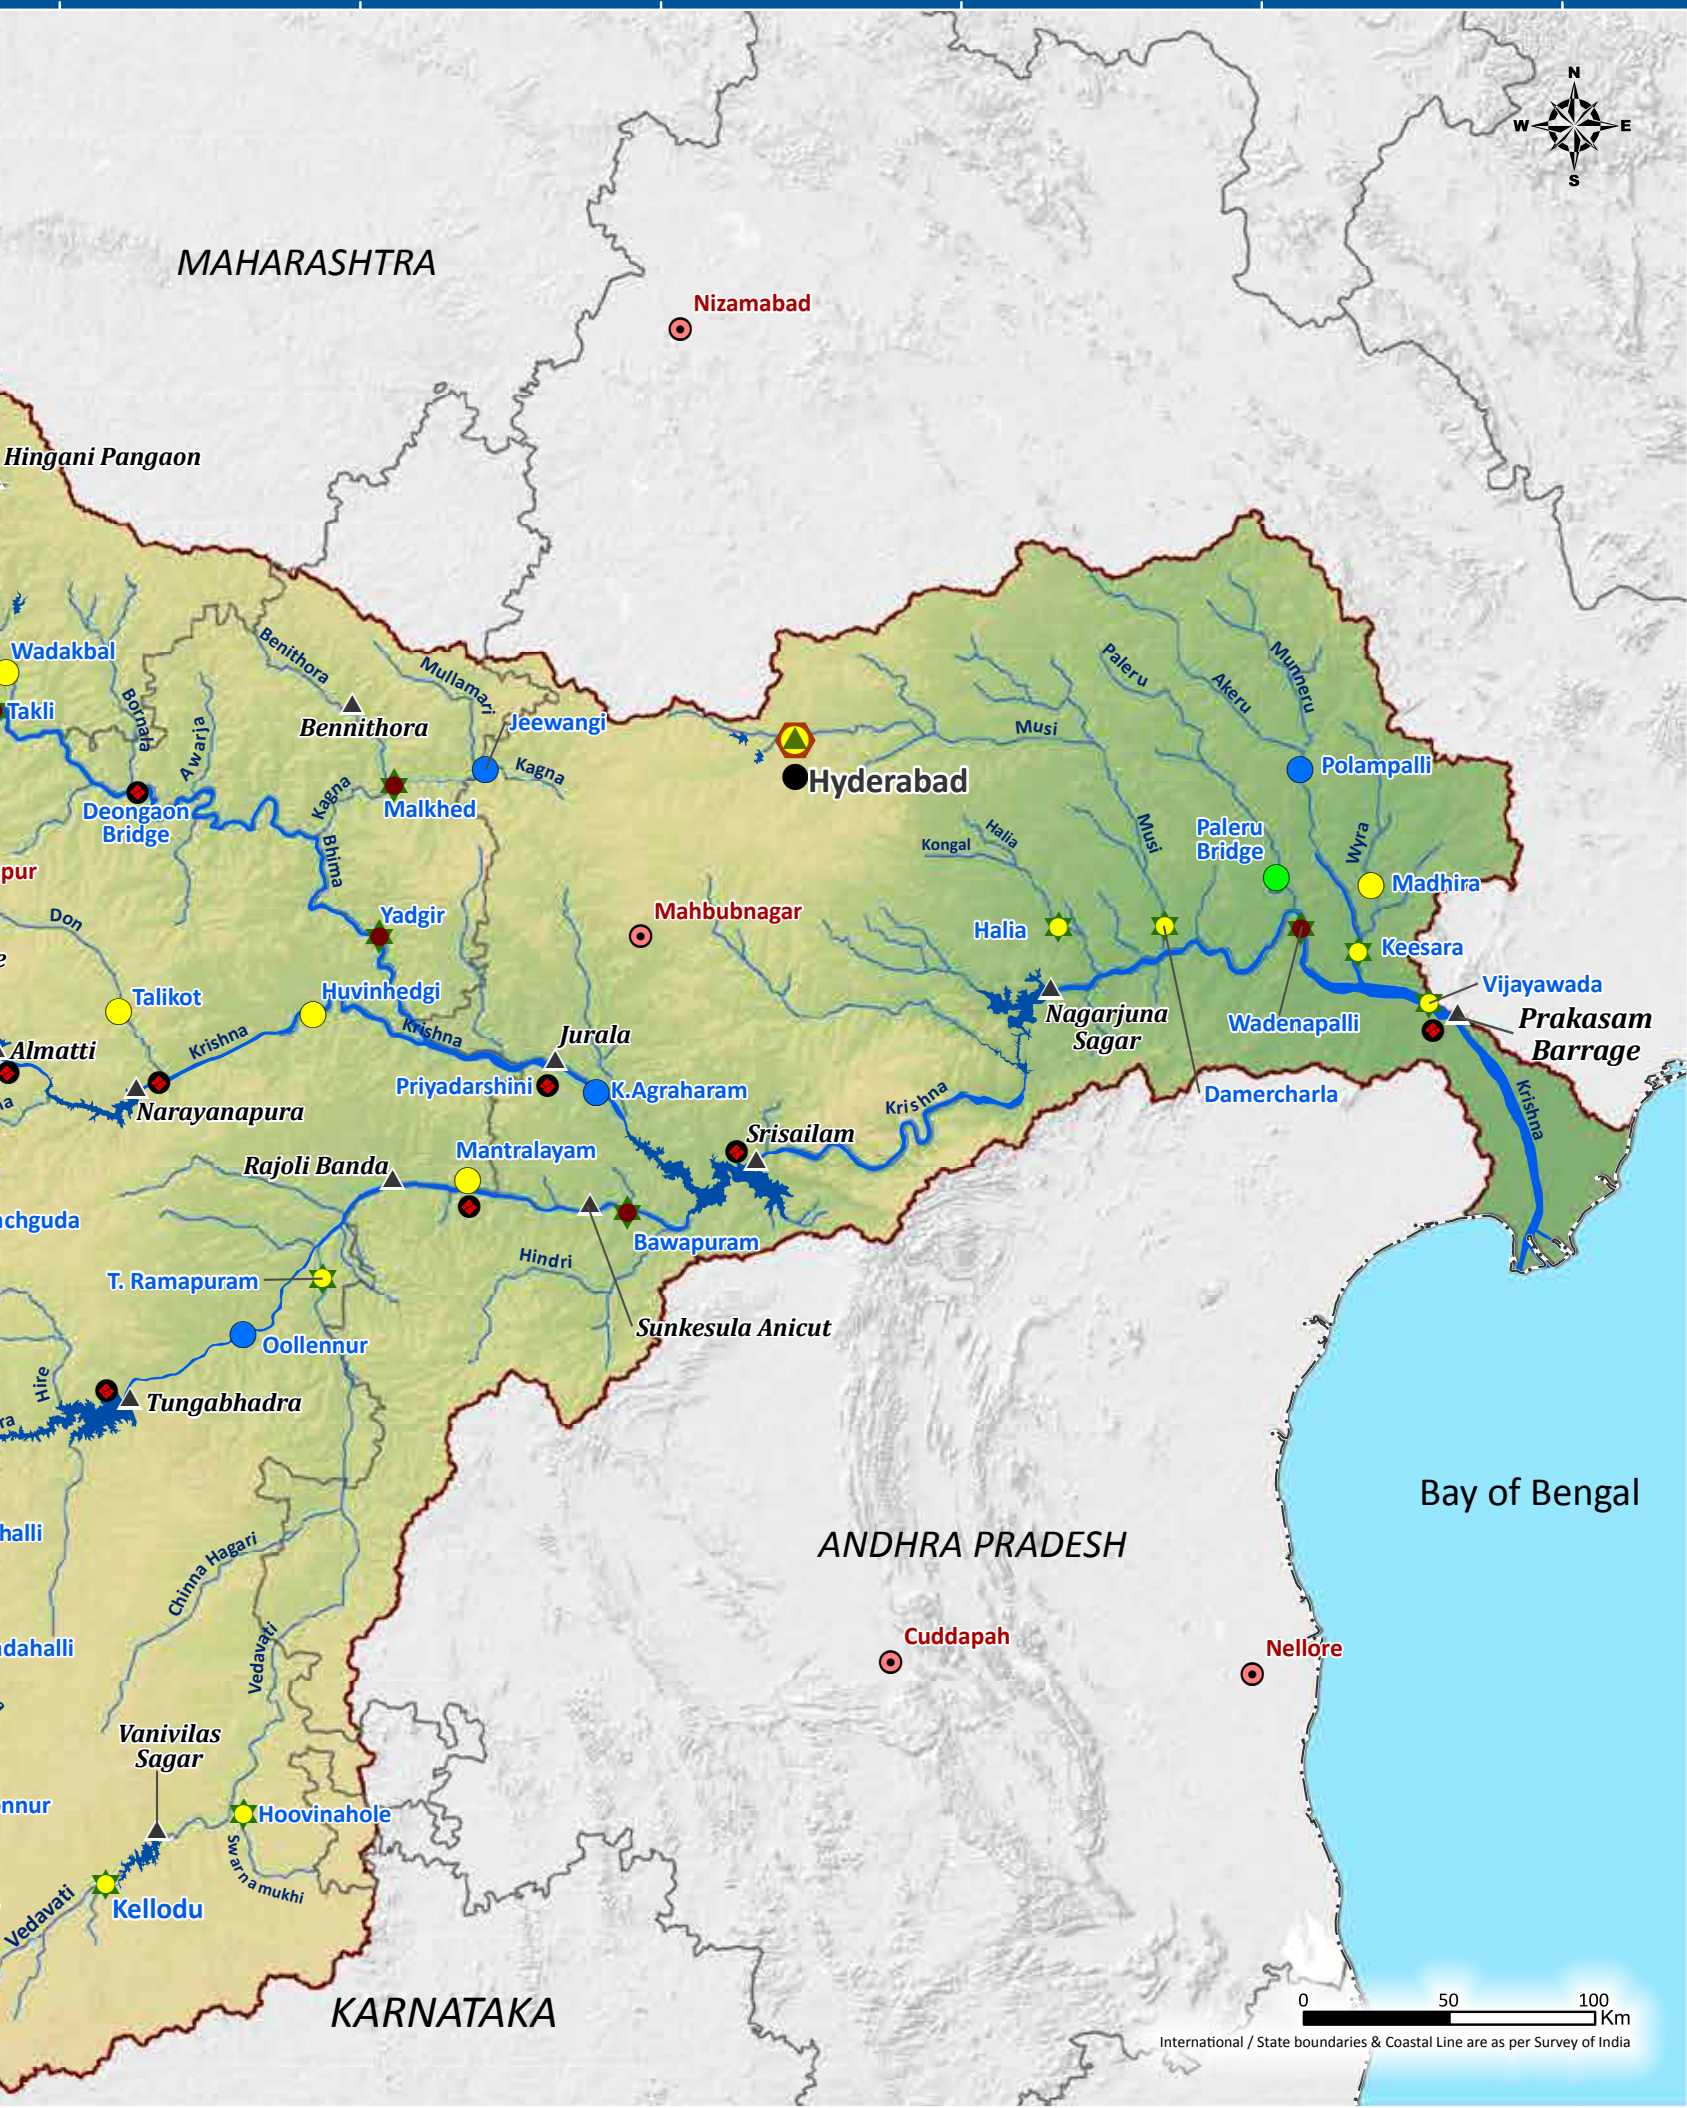 N
W E
S
MAHARASHTRA
Nizamabad
Hingani Pangaon
Benithora
Wadakbal
Mullamari
Paleru
Akeru
Munneru
Takli
Bornala
Awarja
Bennithora
Jeewangi
Musi
Kagna
Hyderabad
Polampalli
Kagna
Malkhed
Deongaon
Bridge
Bhima
Kongal
Halia
Musi
Paleru
Bridge
Wyra
pur
Madhira
Don
Yadgir
Mahbubnagar
Halia
Keesara
e
Talikot
Huvinhedgi
Vijayawada
Krishna
Krishna
Jurala
Nagarjuna
Sagar
Wadenapalli
Prakasam
Barrage
Almatti
Priyadarshini
K.Agraharam
Damercharla
Krishna
Krishna
na
Narayanapura
Srisailam
Mantralayam
Rajoli Banda
achguda
Bawapuram
Hindri
T. Ramapuram
Sunkesula Anicut
Oollennur
Hire
Tungabhadra
ra
Bay of Bengal
halli
ANDHRA PRADESH
Chinna Hagari
Vedavati
Cuddapah
Nellore
dahalli
Vanivilas
Sagar
nnur
Hoovinahole
Swarnamukhi
Kellodu
Vedavati
KARNATAKA
0 50 100
Km
International / State boundaries & Coastal Line are as per Survey of India